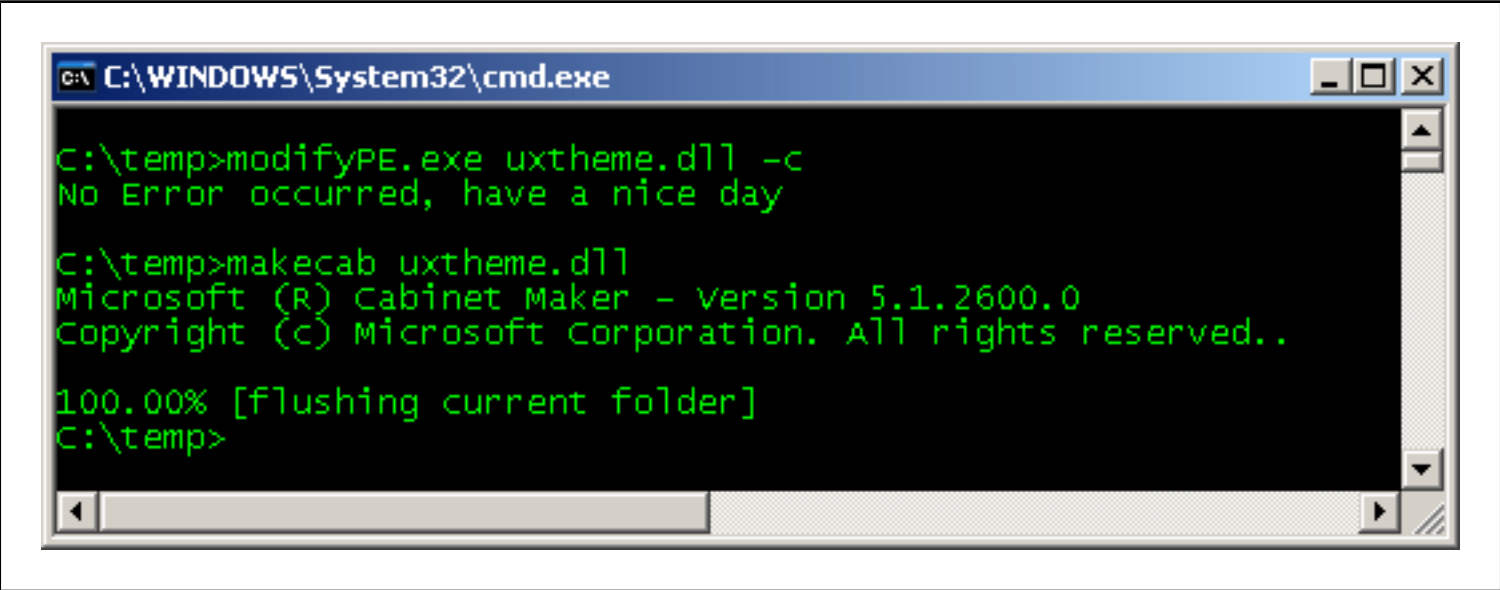 C:\WINDOWS\System32\cmd.exe
C:\temp>modifyPE.exe uxtheme.dll -c
No Error occurred, have a nice day
C:\temp>makecab uxtheme.dll
Microsoft (R) Cabinet Maker - Version 5.1.2600.0
Copyright (c) Microsoft Corporation. All rights reserved..
100.00% [flushing current folder]
C:\temp>